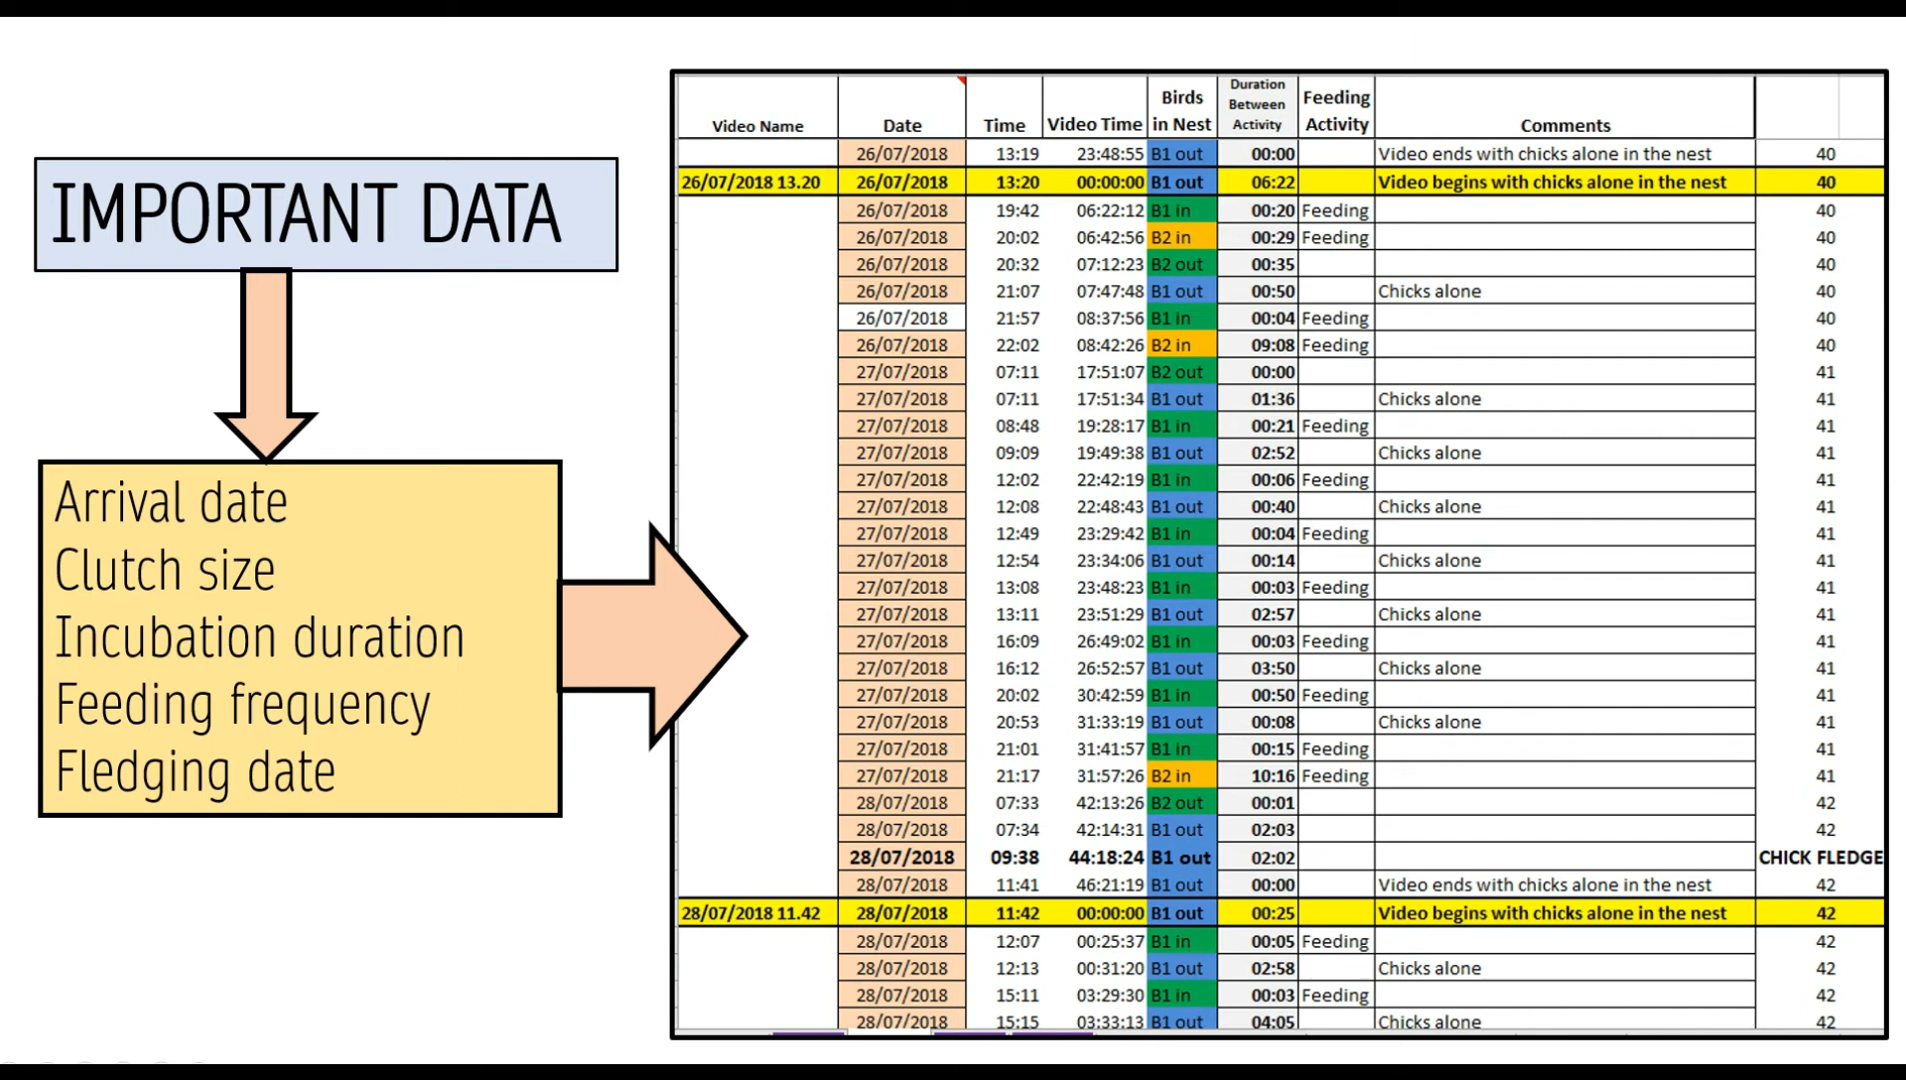 IMPORTANT DATA
Arrival date
Clutch size
Incubation duration
Feeding frequency
Fledging date
Video Name Date Time Video Time Birds in Nest Duration Between Activity Feeding Activity Comments
26/07/2018 13:19 23:48:55 B1 out 00:00 Video ends with chicks alone in the nest 40
26/07/2018 13.20 26/07/2018 13:20 00:00:00 B1 out 06:22 Video begins with chicks alone in the nest 40
26/07/2018 19:42 06:22:12 B1 in 00:20 Feeding 40
26/07/2018 20:02 06:42:56 B2 in 00:29 Feeding 40
26/07/2018 20:32 07:12:23 B2 out 00:35 40
26/07/2018 21:07 07:47:48 B1 out 00:50 Chicks alone 40
26/07/2018 21:57 08:37:56 B1 in 00:04 Feeding 40
26/07/2018 22:02 08:42:26 B2 in 09:08 Feeding 40
27/07/2018 07:11 17:51:07 B2 out 00:00 41
27/07/2018 07:11 17:51:34 B1 out 01:36 Chicks alone 41
27/07/2018 08:48 19:28:17 B1 in 00:21 Feeding 41
27/07/2018 09:09 19:49:38 B1 out 02:52 Chicks alone 41
27/07/2018 12:02 22:42:19 B1 in 00:06 Feeding 41
27/07/2018 12:08 22:48:43 B1 out 00:40 Chicks alone 41
27/07/2018 12:49 23:29:42 B1 in 00:04 Feeding 41
27/07/2018 12:54 23:34:06 B1 out 00:14 Chicks alone 41
27/07/2018 13:08 23:48:23 B1 in 00:03 Feeding 41
27/07/2018 13:11 23:51:29 B1 out 02:57 Chicks alone 41
27/07/2018 16:09 26:49:02 B1 in 00:03 Feeding 41
27/07/2018 16:12 26:52:57 B1 out 03:50 Chicks alone 41
27/07/2018 20:02 30:42:59 B1 in 00:50 Feeding 41
27/07/2018 20:53 31:33:19 B1 out 00:08 Chicks alone 41
27/07/2018 21:01 31:41:57 B1 in 00:15 Feeding 41
27/07/2018 21:17 31:57:26 B2 in 10:16 Feeding 41
28/07/2018 07:33 42:13:26 B2 out 00:01 42
28/07/2018 07:34 42:14:31 B1 out 02:03 42
28/07/2018 09:38 44:18:24 B1 out 02:02 CHICK FLEDGE
28/07/2018 11:41 46:21:19 B1 out 00:00 Video ends with chicks alone in the nest 42
28/07/2018 11.42 28/07/2018 11:42 00:00:00 B1 out 00:25 Video begins with chicks alone in the nest 42
28/07/2018 12:07 00:25:37 B1 in 00:05 Feeding 42
28/07/2018 12:13 00:31:20 B1 out 02:58 Chicks alone 42
28/07/2018 15:11 03:29:30 B1 in 00:03 Feeding 42
28/07/2018 15:15 03:33:13 B1 out 04:05 Chicks alone 42